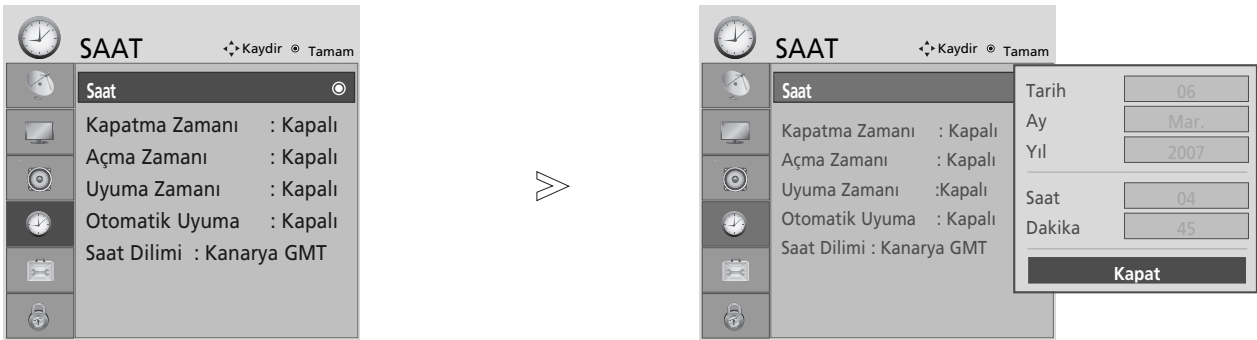 SAAT Kaydir Tamam
Saat
Kapatma Zamanı : Kapalı
Açma Zamanı : Kapalı
Uyuma Zamanı : Kapalı
Otomatik Uyuma : Kapalı
Saat Dilimi : Kanarya GMT
SAAT Kaydir Tamam
Saat
Kapatma Zamanı : Kapalı
Açma Zamanı : Kapalı
Uyuma Zamanı :Kapalı
Otomatik Uyuma : Kapalı
Saat Dilimi : Kanarya GMT
Tarih 06
Ay Mar.
Yıl 2007
Saat 04
Dakika 45
Kapat